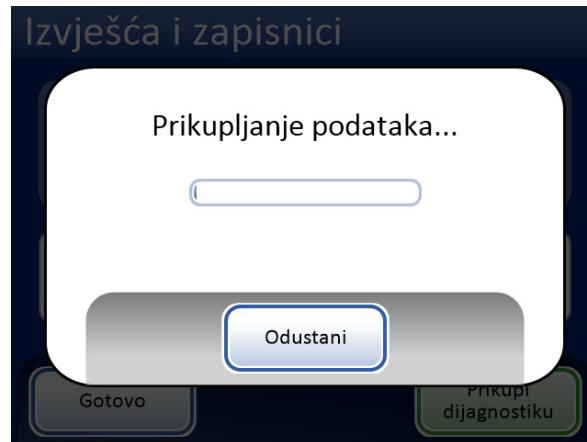 Izvješća i zapisnici
Prikupljanje podataka...
Odustani
Gotovo
Prikupi
dijagnostiku